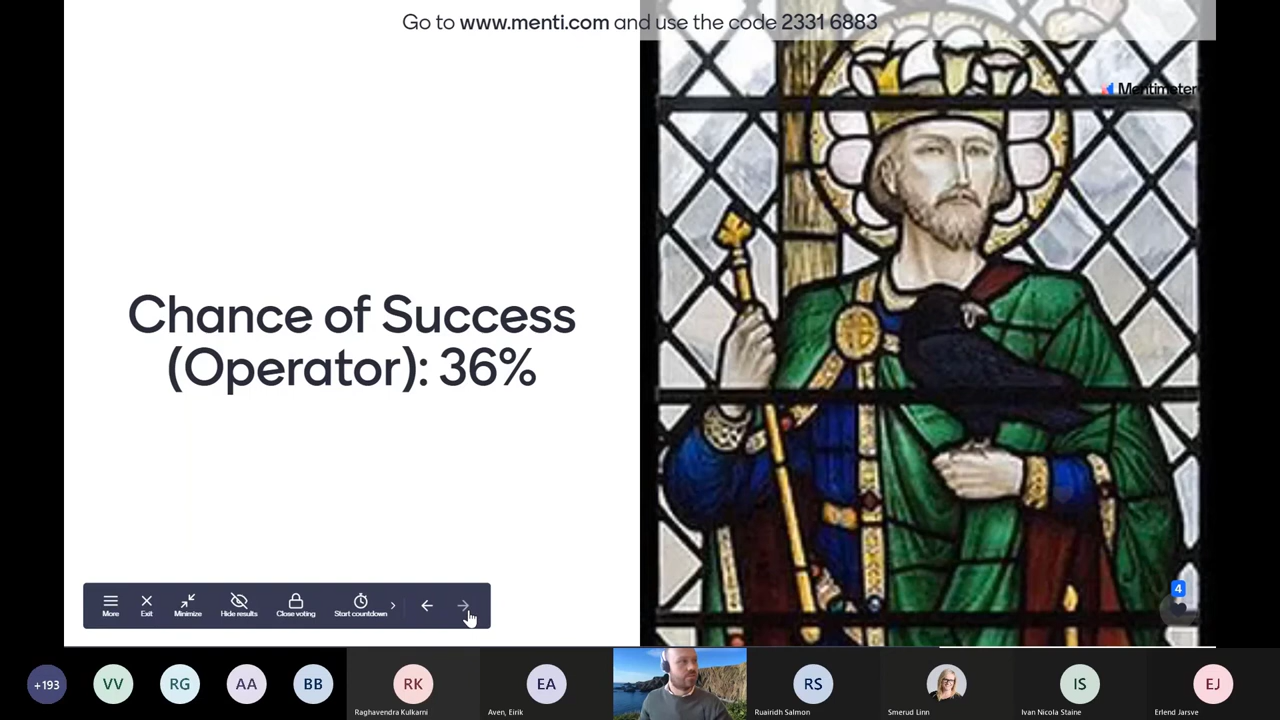 Go to www.menti.com and use the code 2331 6883
Mentimeter
Chance of Success
(Operator): 36%
More
Exit
Minimize
Hide results
Close voting
Start countdown
4
+193
VV
RG
AA
BB
RK
EA
RS
IS
EJ
Raghavendra Kulkarni
Aven, Eirik
Ruairidh Salmon
Smerud Linn
Ivan Nicola Staine
Erlend Jarsve